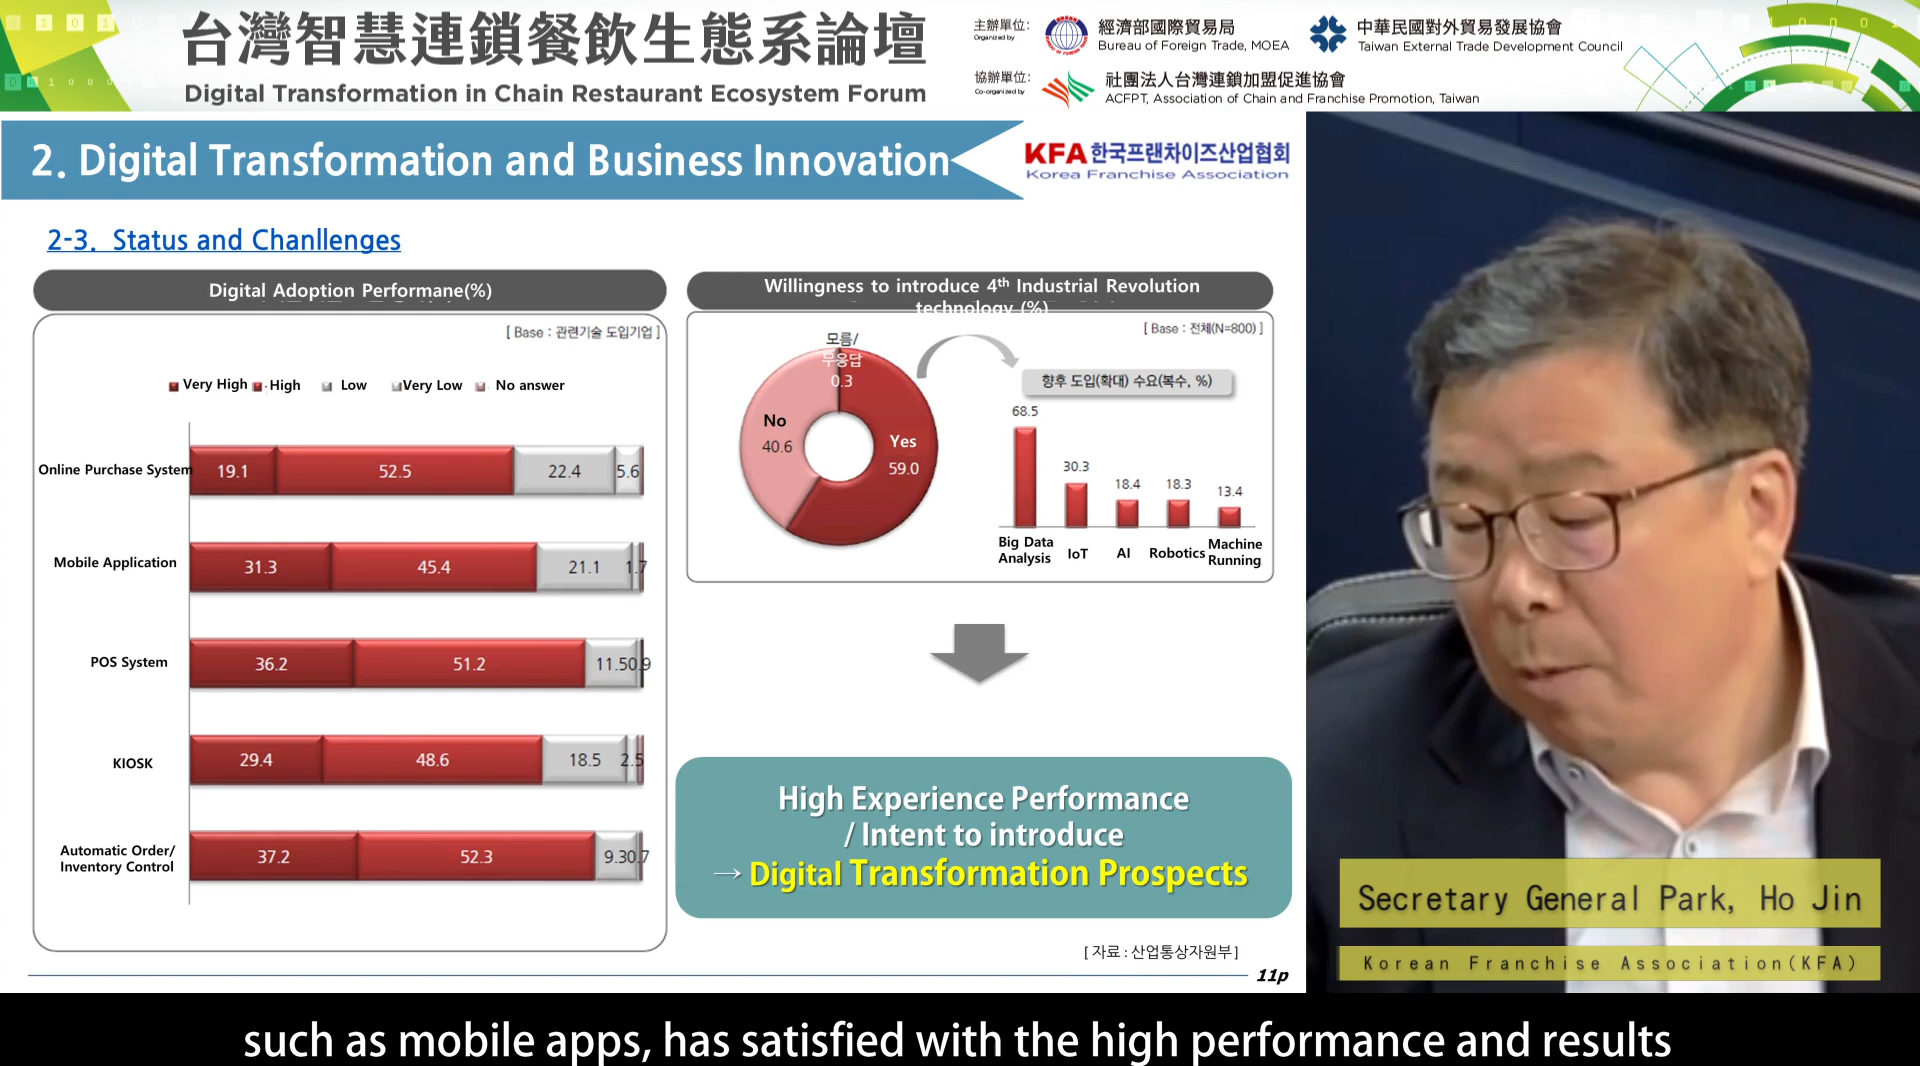 台灣智慧連鎖餐飲生態系論壇
Digital Transformation in Chain Restaurant Ecosystem Forum
主辦單位:
Organized by
經濟部國際貿易局
Bureau of Foreign Trade, MOEA
中華民國對外貿易發展協會
Taiwan External Trade Development Council
協辦單位:
Co-organized by
社團法人台灣連鎖加盟促進協會
ACFPT, Association of Chain and Franchise Promotion, Taiwan
2. Digital Transformation and Business Innovation
KFA 한국프랜차이즈산업협회
Korea Franchise Association
2-3. Status and Chanllenges
Digital Adoption Performane(%)
[ Base : 관련기술 도입기업 ]
Very High High Low Very Low No answer
Online Purchase System 19.1 52.5 22.4 5.6
Mobile Application 31.3 45.4 21.1 1.7
POS System 36.2 51.2 11.5 0.9
KIOSK 29.4 48.6 18.5 2.5
Automatic Order/
Inventory Control
37.2 52.3 9.3 0.7
Willingness to introduce 4th Industrial Revolution
technology (%)
[ Base : 전체(N=800) ]
모름/
무응답
0.3
No
40.6
Yes
59.0
향후 도입(확대) 수요(복수, %)
68.5
30.3
18.4
18.3
13.4
Big Data
Analysis
IoT
AI
Robotics
Machine
Running
High Experience Performance
/ Intent to introduce
→ Digital Transformation Prospects
[ 자료 : 산업통상자원부 ]
11p
Secretary General Park, Ho Jin
Korean Franchise Association(KFA)
such as mobile apps, has satisfied with the high performance and results